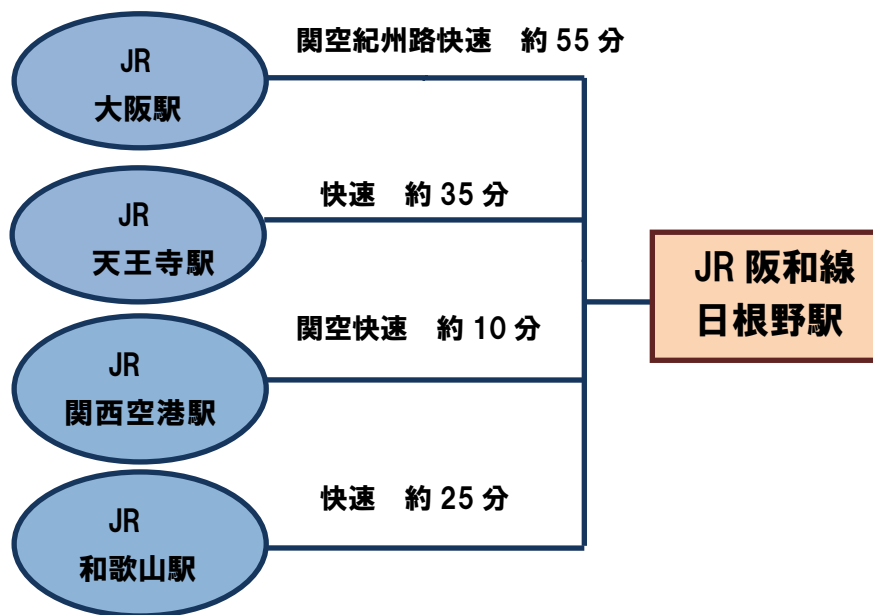 関空紀州路快速　約 55 分
JR
大阪駅
快速　約 35 分
JR
天王寺駅
JR 阪和線
日根野駅
関空快速　約 10 分
JR
関西空港駅
快速　約 25 分
JR
和歌山駅